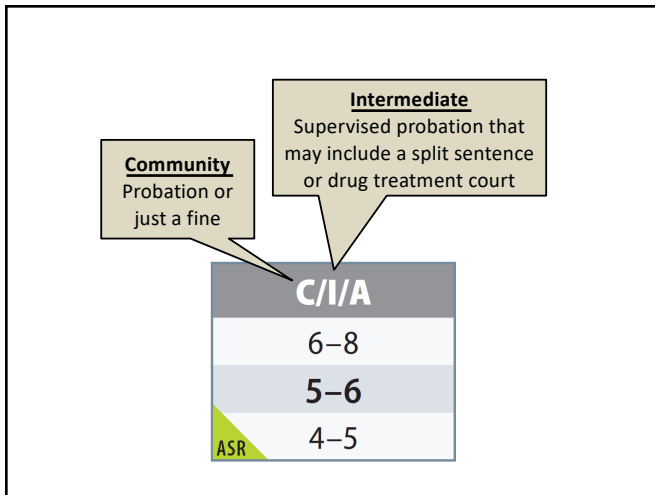 Intermediate
Supervised probation that
may include a split sentence
or drug treatment court
Community
Probation or
just a fine
C/I/A
6–8
5–6
4–5
ASR